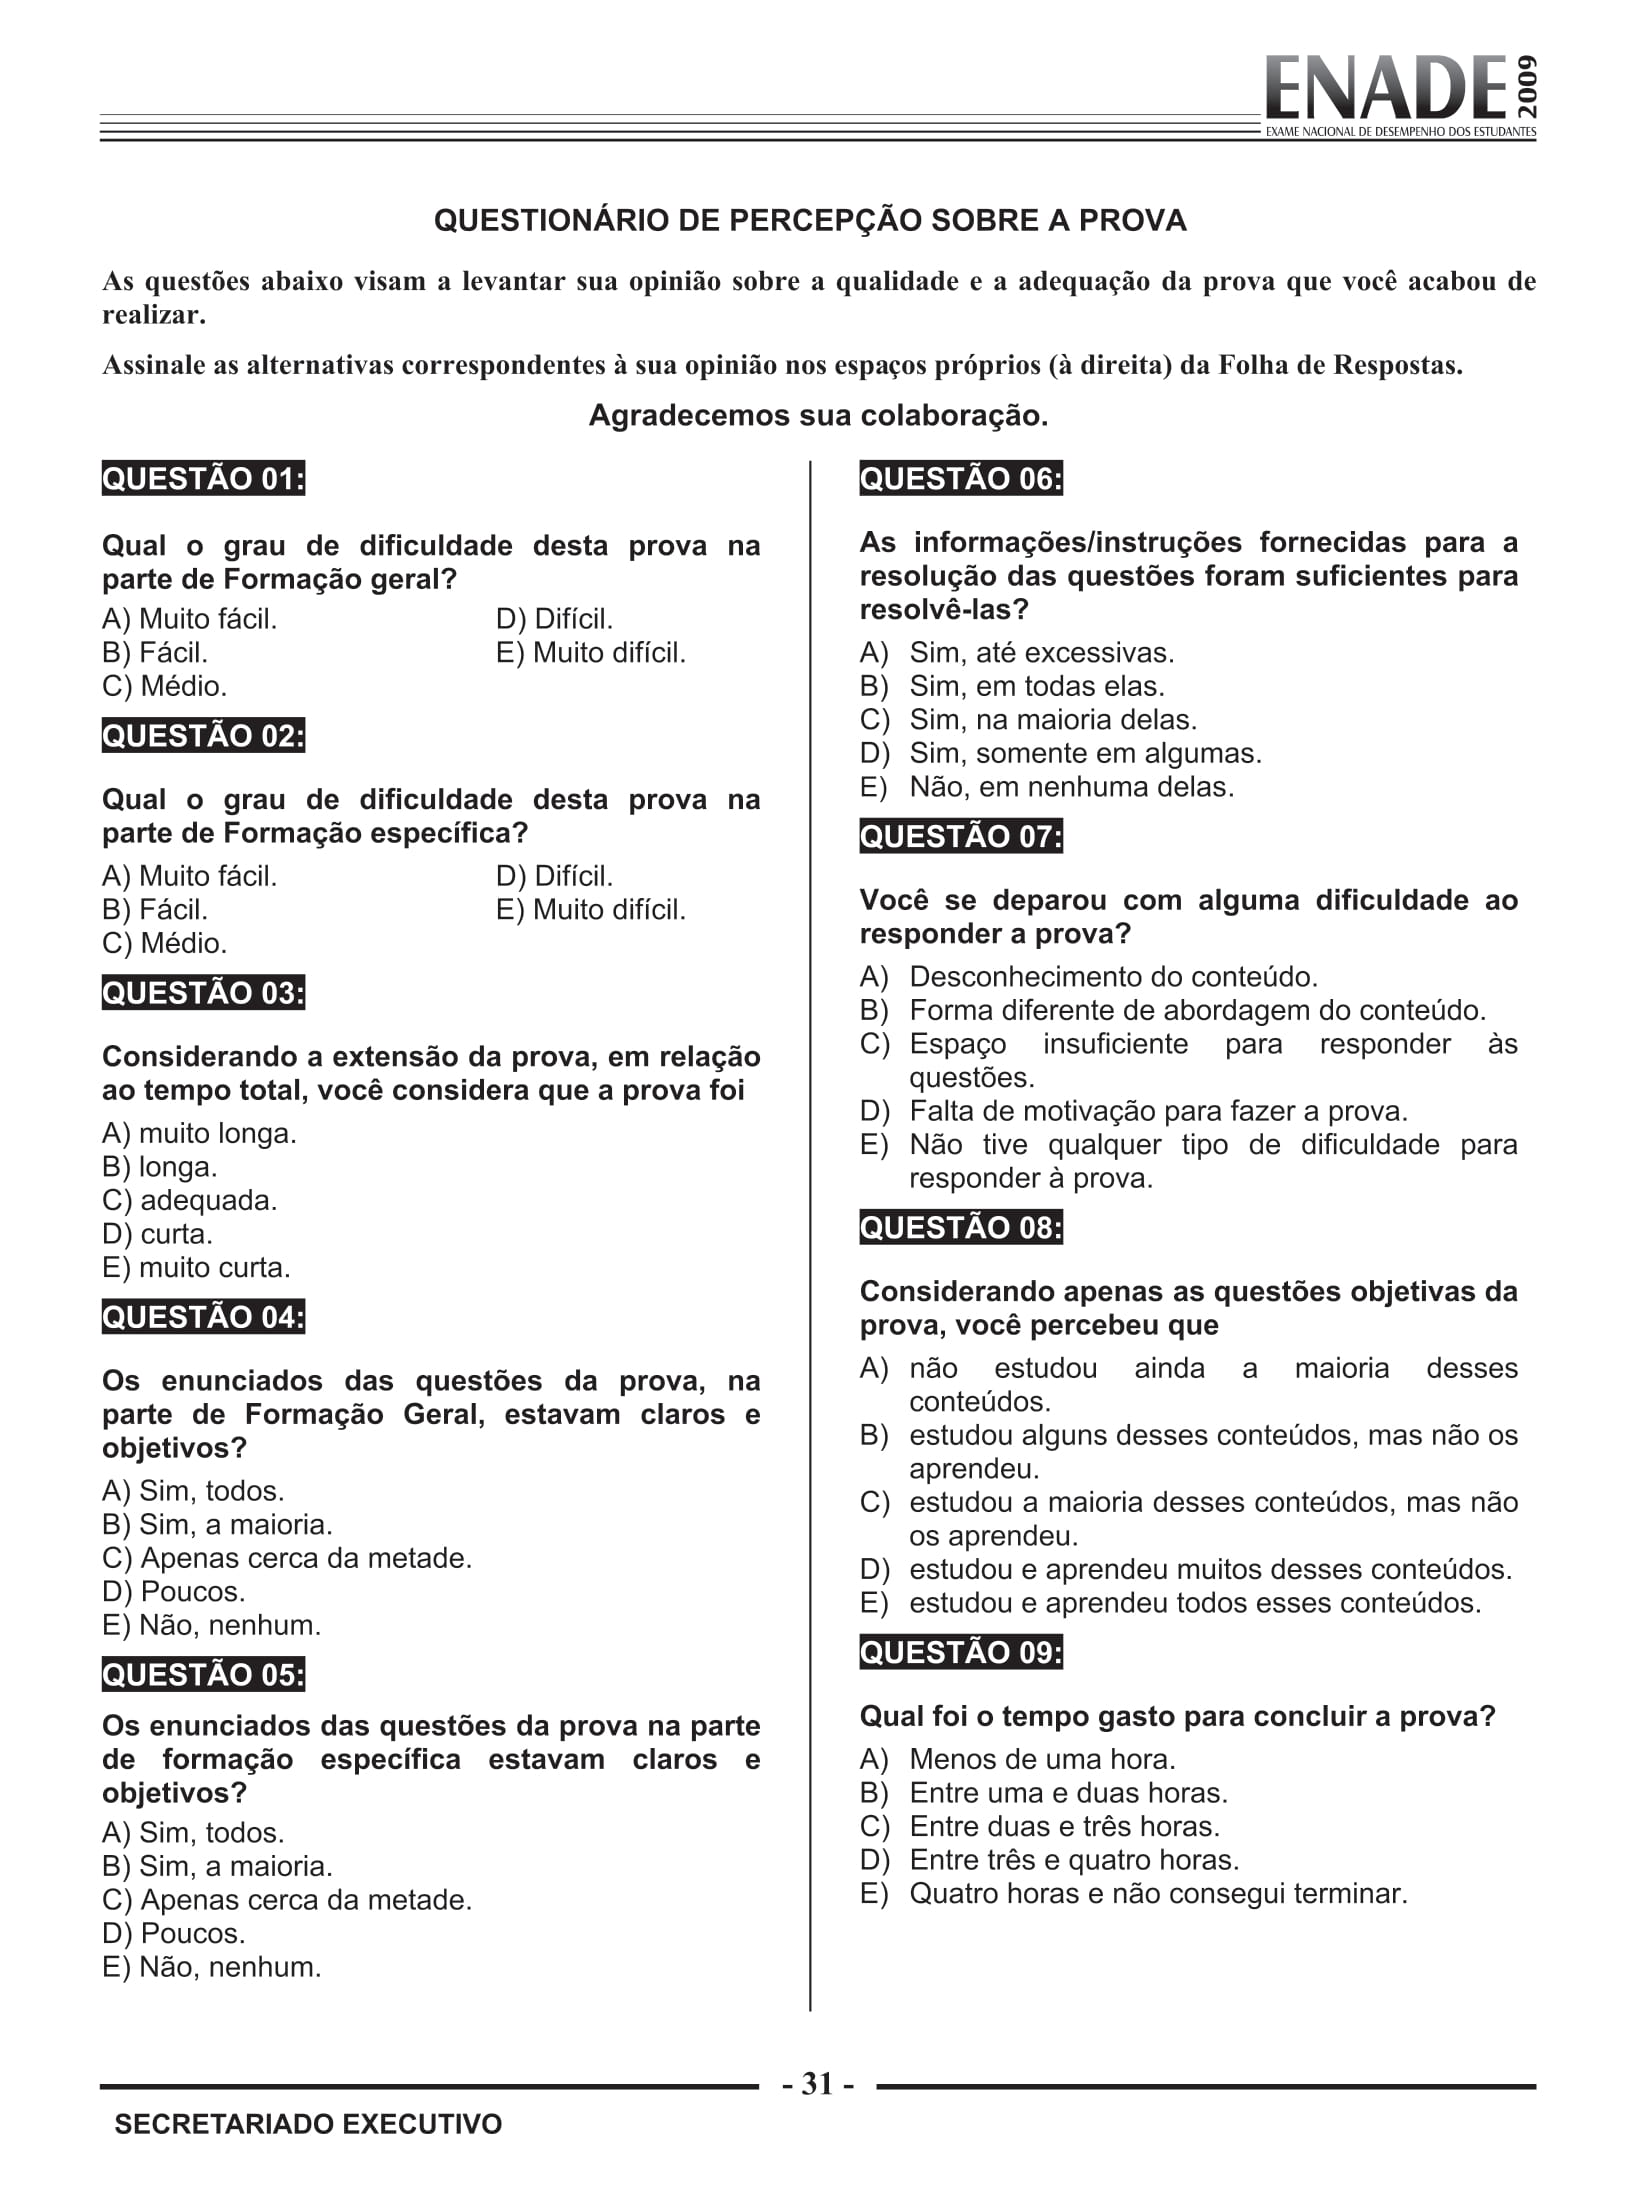 ENADE 2009
EXAME NACIONAL DE DESEMPENHO DOS ESTUDANTES
QUESTIONÁRIO DE PERCEPÇÃO SOBRE A PROVA
As questões abaixo visam a levantar sua opinião sobre a qualidade e a adequação da prova que você acabou de
realizar.
Assinale as alternativas correspondentes à sua opinião nos espaços próprios (à direita) da Folha de Respostas.
Agradecemos sua colaboração.
QUESTÃO 01:
Qual o grau de dificuldade desta prova na
parte de Formação geral?
A) Muito fácil.
B) Fácil.
C) Médio.
D) Difícil.
E) Muito difícil.
QUESTÃO 02:
Qual o grau de dificuldade desta prova na
parte de Formação específica?
A) Muito fácil.
B) Fácil.
C) Médio.
D) Difícil.
E) Muito difícil.
QUESTÃO 03:
Considerando a extensão da prova, em relação
ao tempo total, você considera que a prova foi
A) muito longa.
B) longa.
C) adequada.
D) curta.
E) muito curta.
QUESTÃO 04:
Os enunciados das questões da prova, na
parte de Formação Geral, estavam claros e
objetivos?
A) Sim, todos.
B) Sim, a maioria.
C) Apenas cerca da metade.
D) Poucos.
E) Não, nenhum.
QUESTÃO 05:
Os enunciados das questões da prova na parte
de formação específica estavam claros e
objetivos?
A) Sim, todos.
B) Sim, a maioria.
C) Apenas cerca da metade.
D) Poucos.
E) Não, nenhum.
QUESTÃO 06:
As informações/instruções fornecidas para a
resolução das questões foram suficientes para
resolvê-las?
A) Sim, até excessivas.
B) Sim, em todas elas.
C) Sim, na maioria delas.
D) Sim, somente em algumas.
E) Não, em nenhuma delas.
QUESTÃO 07:
Você se deparou com alguma dificuldade ao
responder a prova?
A) Desconhecimento do conteúdo.
B) Forma diferente de abordagem do conteúdo.
C) Espaço insuficiente para responder às
questões.
D) Falta de motivação para fazer a prova.
E) Não tive qualquer tipo de dificuldade para
responder à prova.
QUESTÃO 08:
Considerando apenas as questões objetivas da
prova, você percebeu que
A) não estudou ainda a maioria desses
conteúdos.
B) estudou alguns desses conteúdos, mas não os
aprendeu.
C) estudou a maioria desses conteúdos, mas não
os aprendeu.
D) estudou e aprendeu muitos desses conteúdos.
E) estudou e aprendeu todos esses conteúdos.
QUESTÃO 09:
Qual foi o tempo gasto para concluir a prova?
A) Menos de uma hora.
B) Entre uma e duas horas.
C) Entre duas e três horas.
D) Entre três e quatro horas.
E) Quatro horas e não consegui terminar.
- 31 -
SECRETARIADO EXECUTIVO